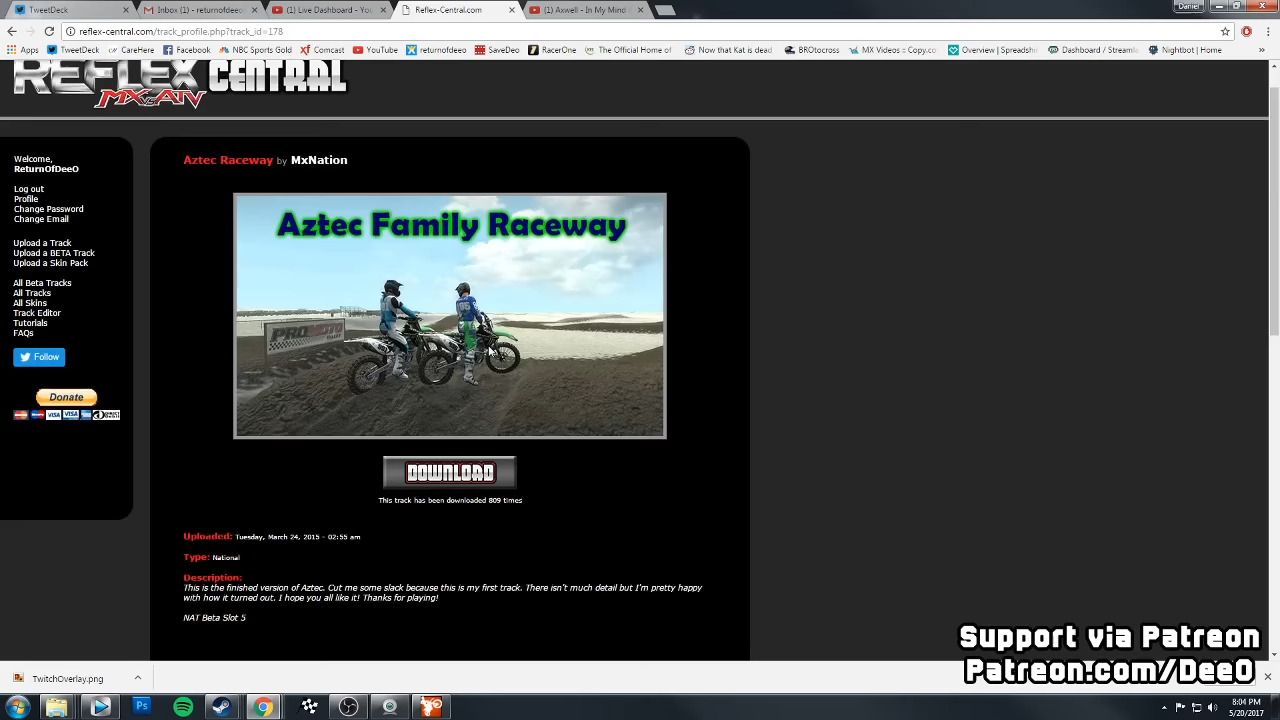 TweetDeck
Inbox (1) - returnofdeeo
(1) Live Dashboard - You
Reflex-Central.com
(1) Axwell - In My Mind
Daniel
reflex-central.com/track_profile.php?track_id=178
Apps
TweetDeck
CareHere
Facebook
NBC Sports Gold
Comcast
YouTube
returnofdeeo
SaveDeo
RacerOne
The Official Home of
Now That Kated
BROtocross
MX Videos = Copy.co
Overview | Spreadsh
Dashboard / Streamle
Nightbot | Home
REFLEX CENTRAL
MX vs ATV
Welcome,
ReturnOfDeeO
Log out
Profile
Change Password
Change Email
Upload a Track
Upload a BETA Track
Upload a Skin Pack
All Beta Tracks
All Tracks
All Skins
Track Editor
Tutorials
FAQs
Follow
Donate
VISA VISA
Aztec Raceway by MxNation
Aztec Family Raceway
PROMOTO
DOWNLOAD
This track has been downloaded 809 times
Uploaded: Tuesday, March 24, 2015 - 02:55 am
Type: National
Description:
This is the finished version of Aztec. Cut me some slack because this is my first track. There isn't much detail but I'm pretty happy
with how it turned out. I hope you all like it! Thanks for playing!
NAT Beta Slot 5
Support via Patreon
Patreon.com/DeeO
TwitchOverlay.png
Ps
8:04 PM
5/20/2017